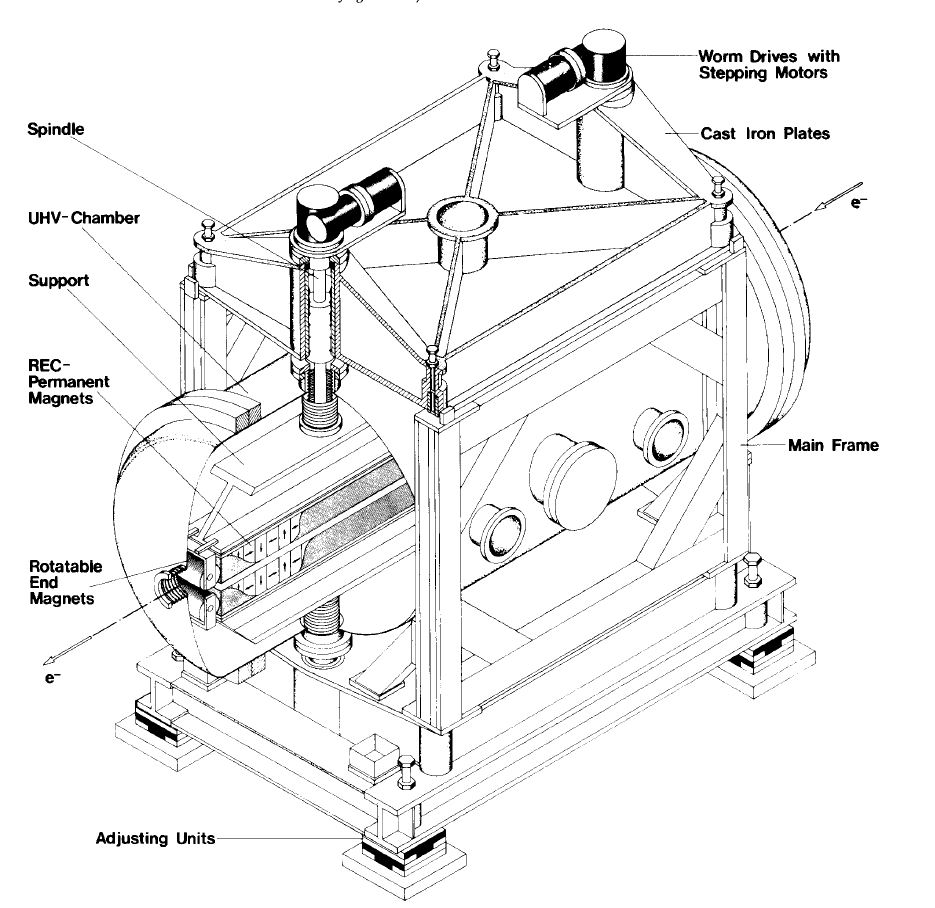 Worm Drives with
Stepping Motors
Spindle
Cast Iron Plates
e⁻
UHV-Chamber
Support
REC-
Permanent
Magnets
Main Frame
Rotatable
End
Magnets
e⁻
Adjusting Units